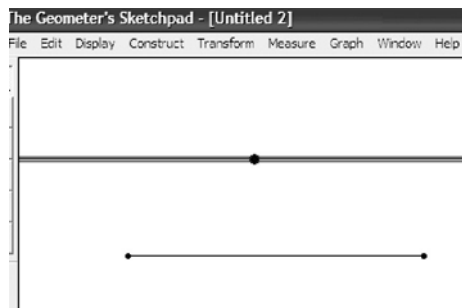 The Geometer's Sketchpad - [Untitled 2]
File Edit Display Construct Transform Measure Graph Window Help